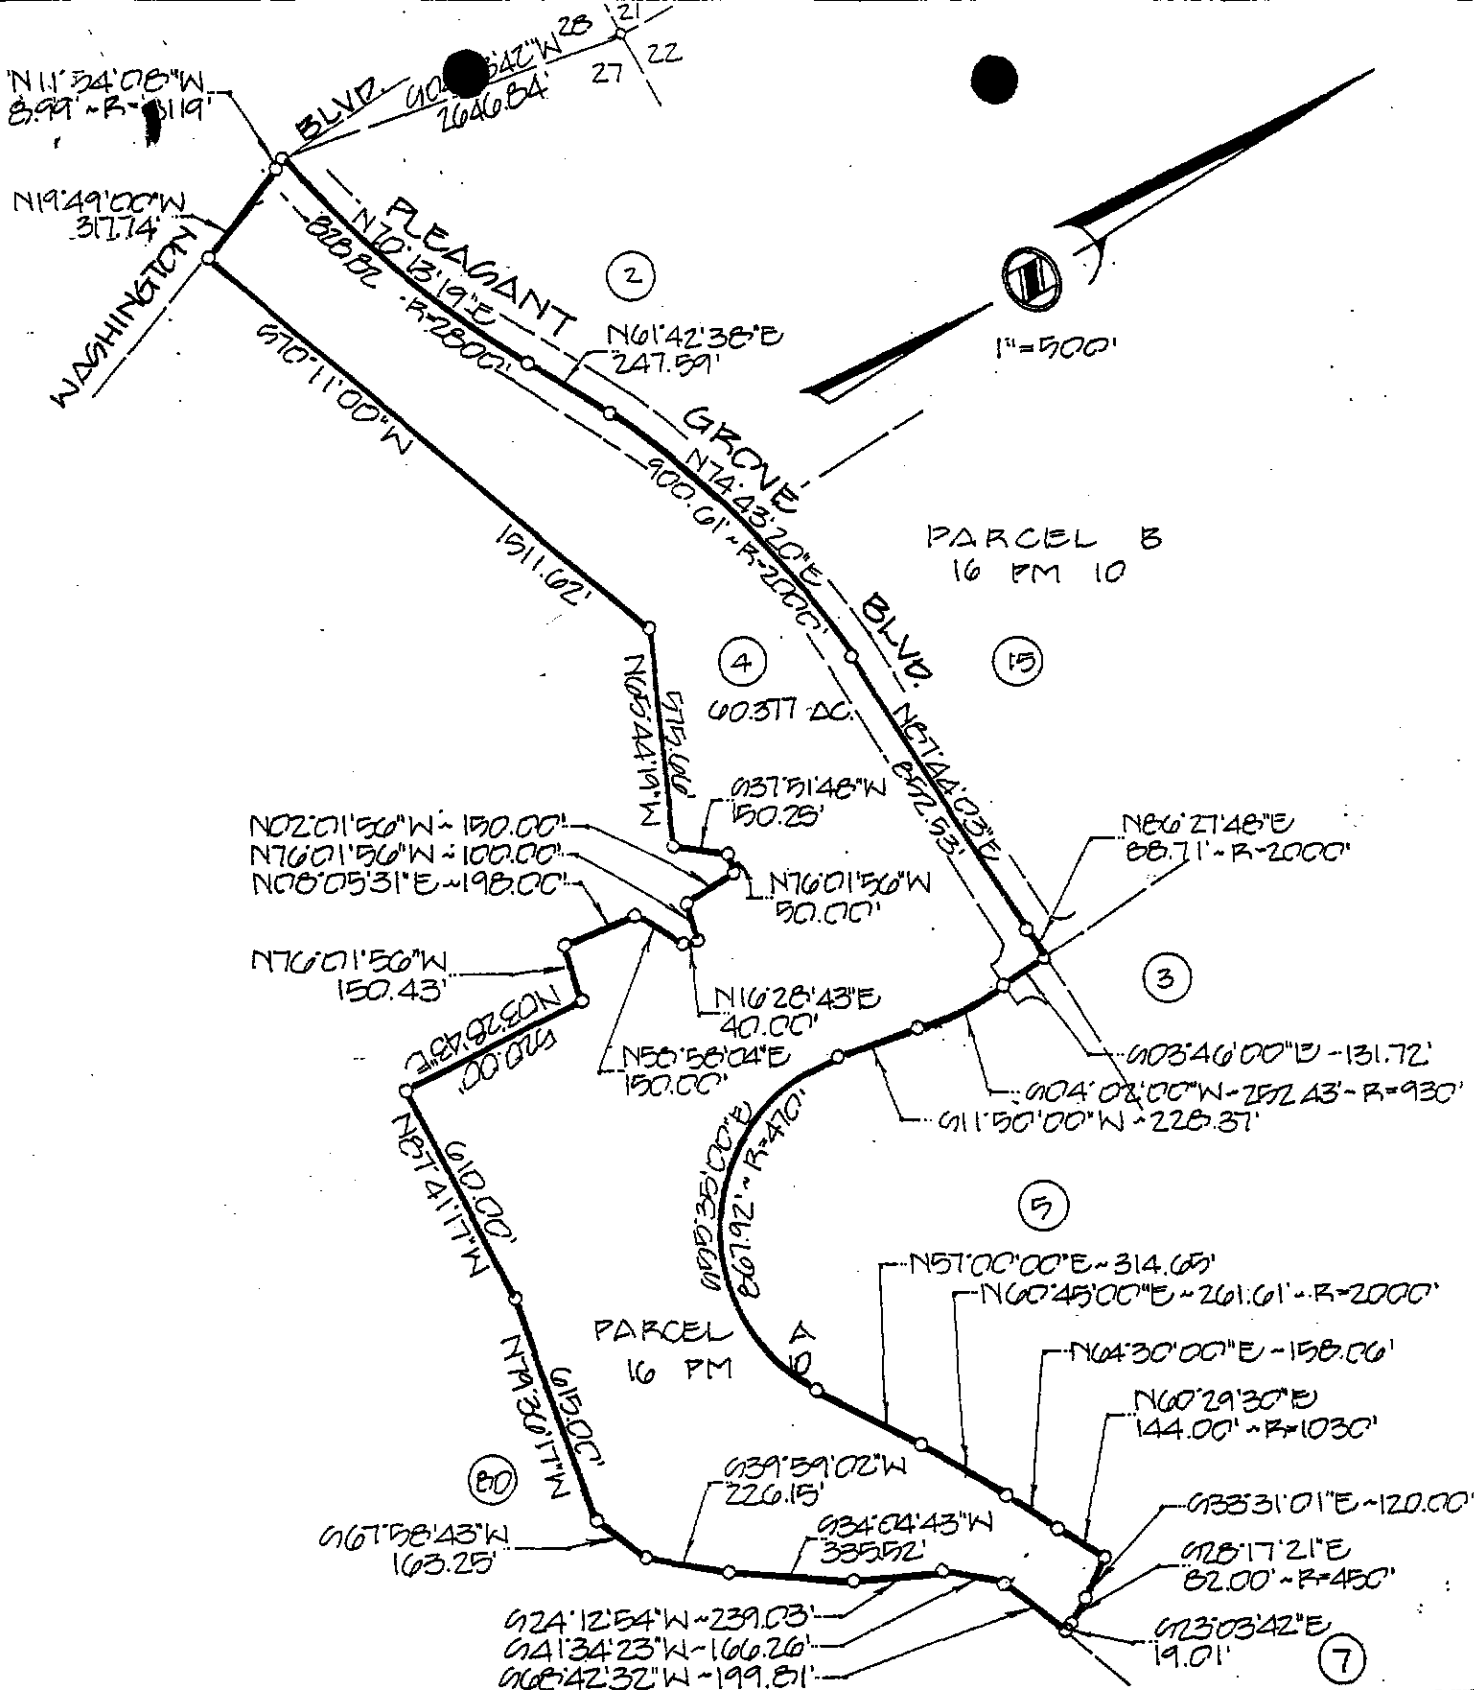 28
21
27
22
N11°54'08"W
8.99' ~ R=
119'
2646.84'
BLVD.
N19°49'00"W
317.74'
WASHINGTON
PLEASANT
N70°13'19"E
828.82
R=2800'
2
N61°42'38"E
247.59'
1"=500'
S70°11'00"W
1511.62'
GROVE
N74°43'20"E
900.61' ~ R=2000'
PARCEL B
16 PM 10
BLVD.
15
4
60.377 AC.
N65°44'19"W
575.66'
N87°44'03"E
852.53'
S37°51'48"W
150.25'
N02°01'56"W ~ 150.00'
N76°01'56"W ~ 100.00'
N08°05'31"E ~ 198.00'
N86°27'48"E
88.71' ~ R=2000'
N76°01'56"W
50.00'
N76°01'56"W
150.43'
3
N16°28'43"E
40.00'
N03°28'43"E
520.00'
N58°58'04"E
150.00'
S03°46'00"E ~ 131.72'
S04°02'00"W ~ 252.43' ~ R=930'
S11°50'00"W ~ 228.37'
S55°35'00"E
867.92' ~ R=470'
610.00'
N87°41'17"W
5
N57°00'00"E ~ 314.65'
N60°45'00"E ~ 261.61' ~ R=2000'
PARCEL A
16 PM 10
N64°30'00"E ~ 158.06'
615.00'
N79°36'17"W
N60°29'30"E
144.00' ~ R=1030'
80
S39°59'02"W
226.15'
S33°31'01"E ~ 120.00'
S67°58'43"W
163.25'
S34°04'43"W
335.52'
S28°17'21"E
82.00' ~ R=450'
S24°12'54"W ~ 239.03'
S41°34'23"W ~ 166.26'
S68°42'32"W ~ 199.81'
S23°03'42"E
19.01'
7